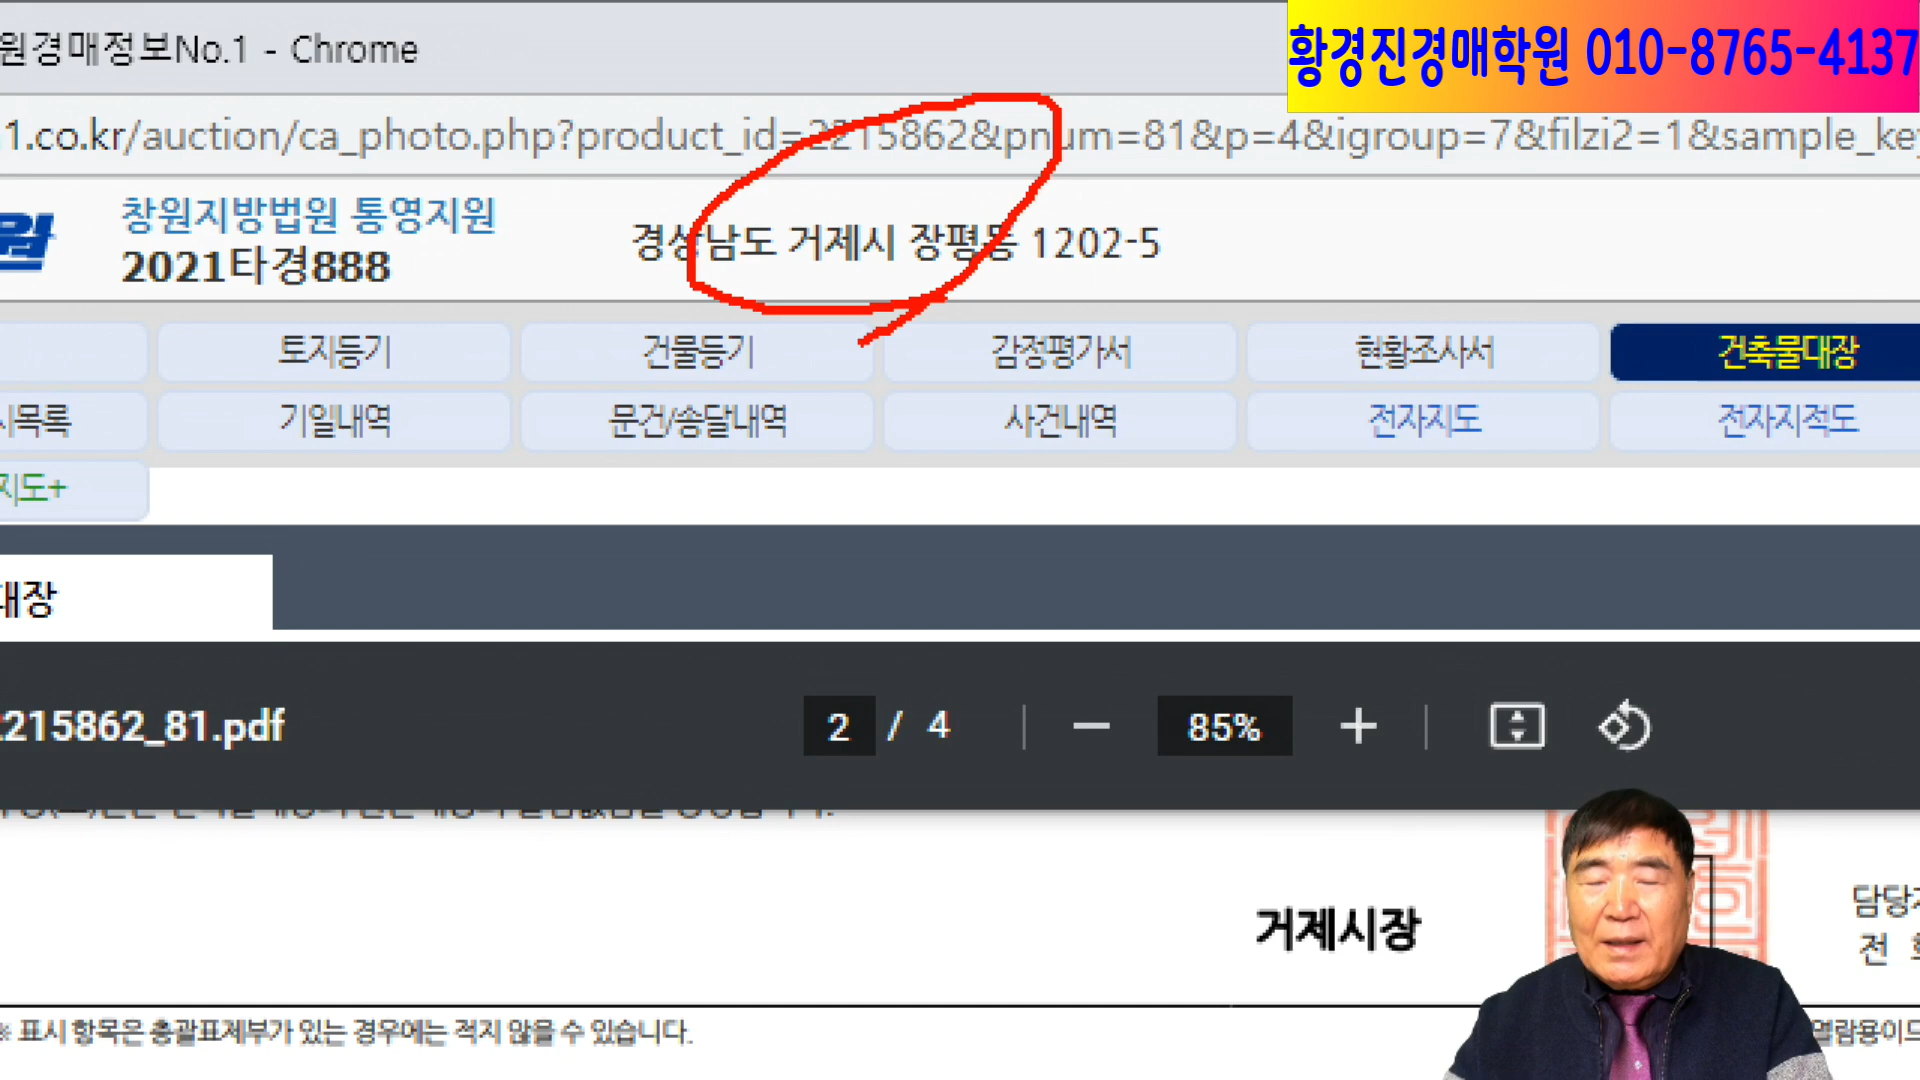 원경매정보No.1 - Chrome
황경진경매학원 010-8765-4137
1.co.kr/auction/ca_photo.php?product_id=2215862&pnum=81&p=4&igroup=7&filzi2=1&sample_key
원
창원지방법원 통영지원
2021타경888
경상남도 거제시 장평동 1202-5
토지등기 건물등기 감정평가서 현황조사서 건축물대장
시목록 기일내역 문건/송달내역 사건내역 전자지도 전자지적도
지도+
대장
2215862_81.pdf 2 / 4 85%
거제시장
담당자
전
※ 표시 항목은 총괄표제부가 있는 경우에는 적지 않을 수 있습니다.
열람용이므